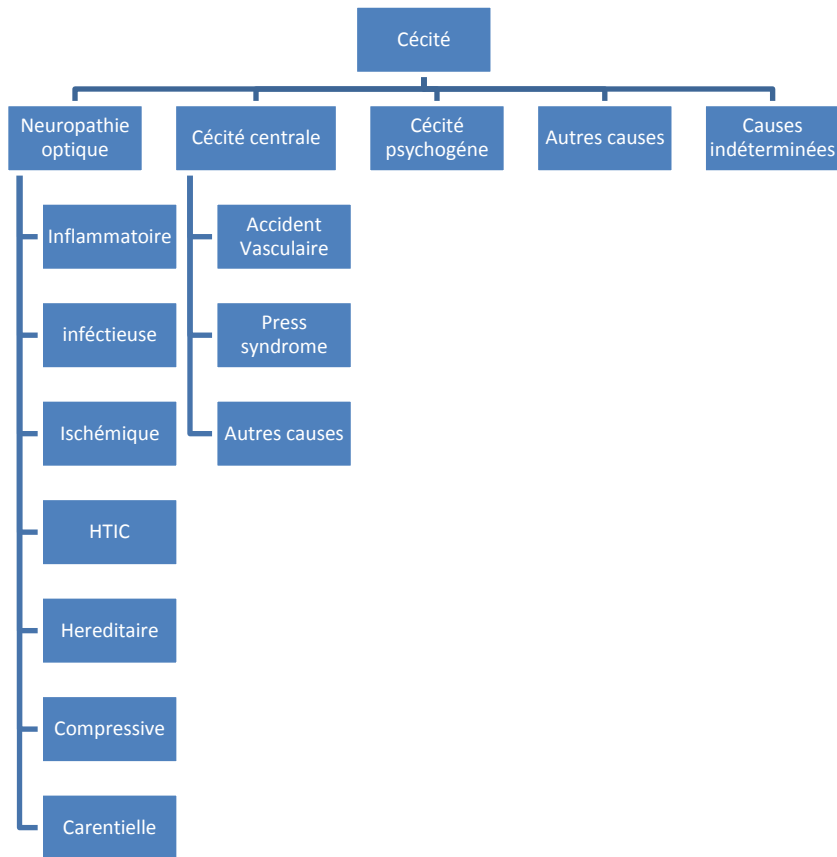 Cécité
Neuropathie
optique
Cécité centrale
Cécité
psychogéne
Autres causes
Causes
indéterminées
Inflammatoire
inféctieuse
Ischémique
HTIC
Hereditaire
Compressive
Carentielle
Accident
Vasculaire
Press
syndrome
Autres causes